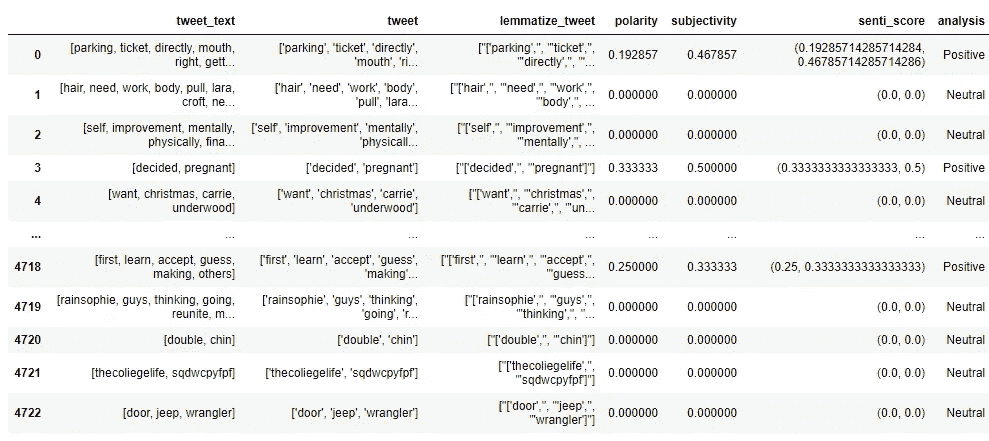 tweet_text tweet lemmatize_tweet polarity subjectivity senti_score analysis
0 [parking, ticket, directly, mouth, right, gett... ['parking', 'ticket', 'directly', 'mouth', 'ri... ["['parking',", "'ticket',", "'directly',", "'... 0.192857 0.467857 (0.19285714285714284, 0.46785714285714286) Positive
1 [hair, need, work, body, pull, lara, croft, ne... ['hair', 'need', 'work', 'body', 'pull', 'lara... ["['hair',", "'need',", "'work',", "'body',", ... 0.000000 0.000000 (0.0, 0.0) Neutral
2 [self, improvement, mentally, physically, fina... ['self', 'improvement', 'mentally', 'physicall... ["['self',", "'improvement',", "'mentally',", ... 0.000000 0.000000 (0.0, 0.0) Neutral
3 [decided, pregnant] ['decided', 'pregnant'] ["['decided',", "'pregnant']"] 0.333333 0.500000 (0.3333333333333333, 0.5) Positive
4 [want, christmas, carrie, underwood] ['want', 'christmas', 'carrie', 'underwood'] ["['want',", "'christmas',", "'carrie',", "'un... 0.000000 0.000000 (0.0, 0.0) Neutral
... ... ... ... ... ... ... ...
4718 [first, learn, accept, guess, making, others] ['first', 'learn', 'accept', 'guess', 'making'... ["['first',", "'learn',", "'accept',", "'guess... 0.250000 0.333333 (0.25, 0.3333333333333333) Positive
4719 [rainsophie, guys, thinking, going, reunite, m... ['rainsophie', 'guys', 'thinking', 'going', 'r... ["['rainsophie',", "'guys',", "'thinking',", "... 0.000000 0.000000 (0.0, 0.0) Neutral
4720 [double, chin] ['double', 'chin'] ["['double',", "'chin']"] 0.000000 0.000000 (0.0, 0.0) Neutral
4721 [thecoliegelife, sqdwcpyfpf] ['thecoliegelife', 'sqdwcpyfpf'] ["['thecoliegelife',", "'sqdwcpyfpf']"] 0.000000 0.000000 (0.0, 0.0) Neutral
4722 [door, jeep, wrangler] ['door', 'jeep', 'wrangler'] ["['door',", "'jeep',", "'wrangler']"] 0.000000 0.000000 (0.0, 0.0) Neutral